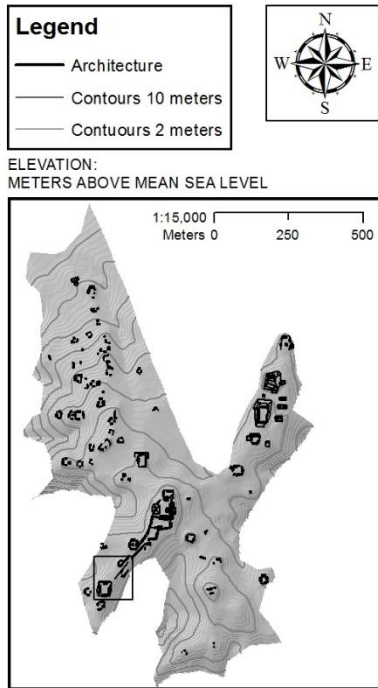 Legend
Architecture
Contours 10 meters
Contuours 2 meters
N
W E
S
ELEVATION:
METERS ABOVE MEAN SEA LEVEL
1:15,000
Meters 0 250 500